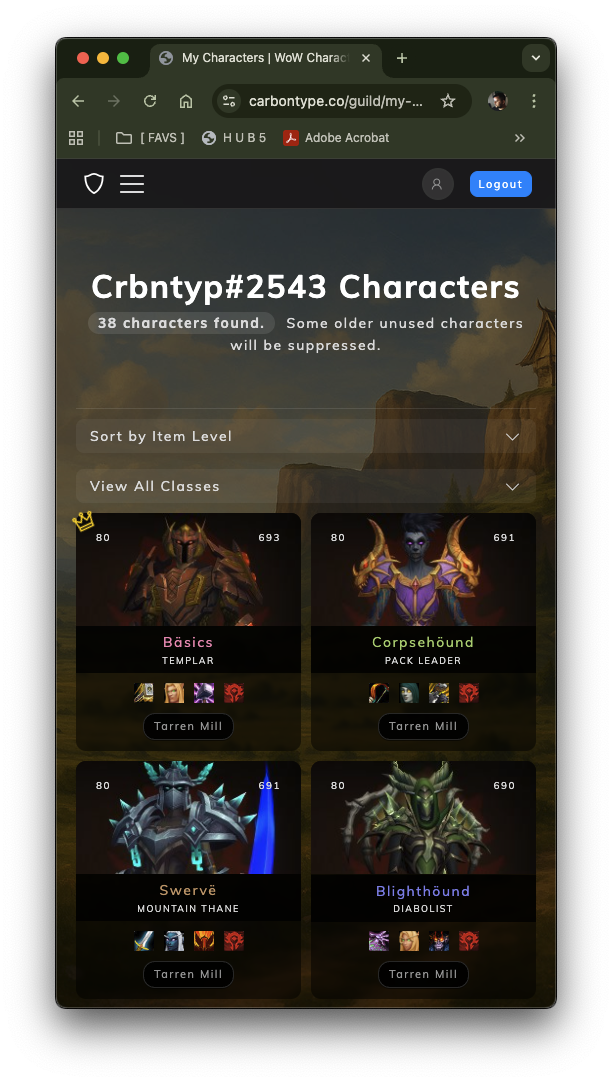 My Characters | WoW Charac
carbontype.co/guild/my-...
[ FAVS ]
H U B 5
Adobe Acrobat
Logout
Crbntyp#2543 Characters
38 characters found. Some older unused characters
will be suppressed.
Sort by Item Level
View All Classes
80 693
Bäsics
TEMPLAR
Tarren Mill
80 691
Corpsehöund
PACK LEADER
Tarren Mill
80 691
Swervë
MOUNTAIN THANE
Tarren Mill
80 690
Blighthöund
DIABOLIST
Tarren Mill